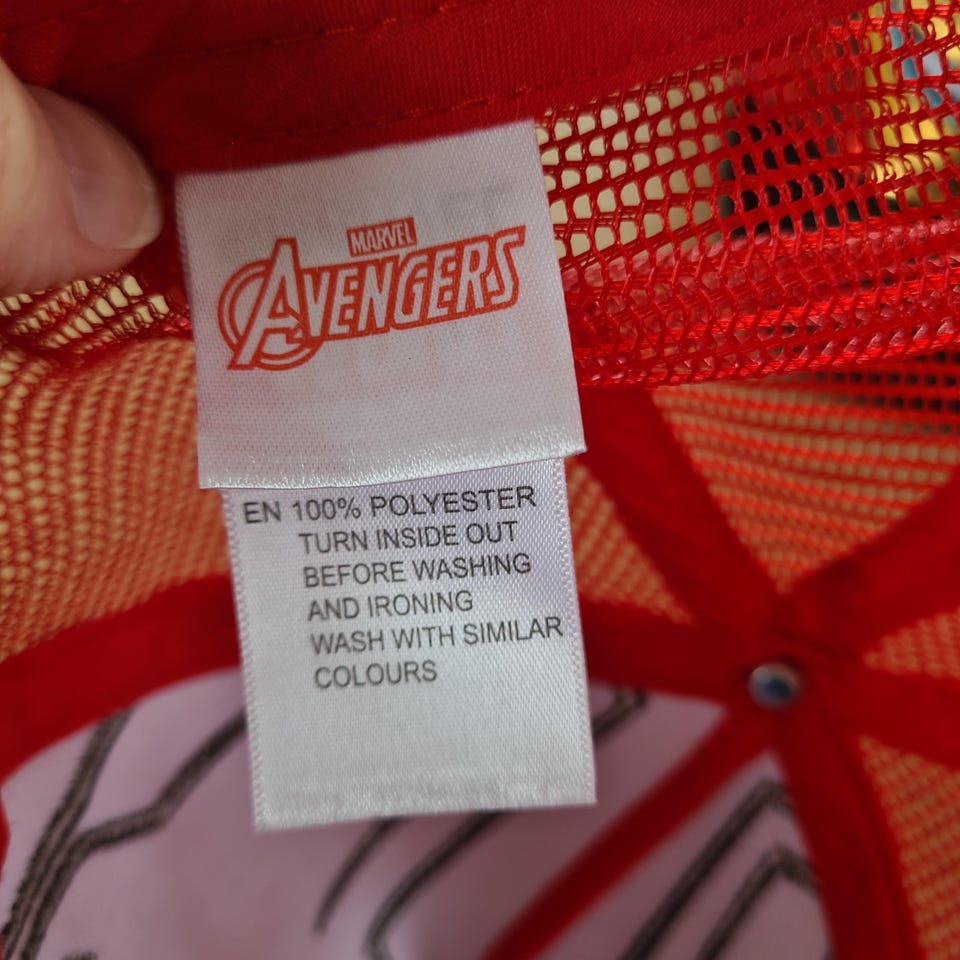 MARVEL
AVENGERS
EN 100% POLYESTER
TURN INSIDE OUT
BEFORE WASHING
AND IRONING
WASH WITH SIMILAR
COLOURS